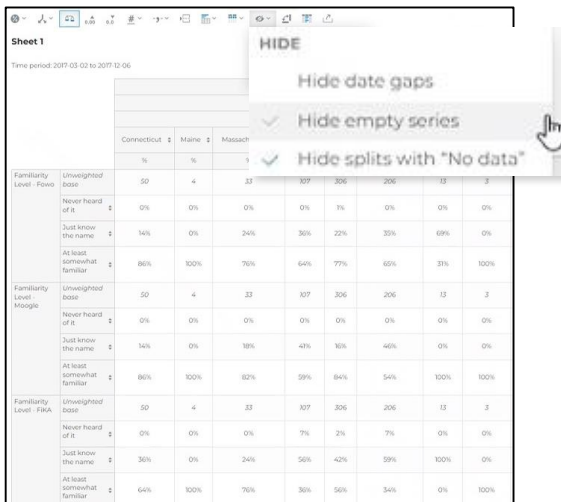 0.00
0.0
#
Sheet 1
Time period: 2017-03-02 to 2017-12-06
HIDE
Hide date gaps
Hide empty series
Hide splits with "No data"
Connecticut Maine Massach
% %
Familiarity Level - Fowo Unweighted base 50 4 33 107 306 206 13 3
Never heard of it 0% 0% 0% 0% 1% 0% 0% 0%
Just know the name 14% 0% 24% 36% 22% 35% 69% 0%
At least somewhat familiar 86% 100% 76% 64% 77% 65% 31% 100%
Familiarity Level - Moogle Unweighted base 50 4 33 107 306 206 13 3
Never heard of it 0% 0% 0% 0% 0% 0% 0% 0%
Just know the name 14% 0% 18% 41% 16% 46% 0% 0%
At least somewhat familiar 86% 100% 82% 59% 84% 54% 100% 100%
Familiarity Level - FiKA Unweighted base 50 4 33 107 306 206 13 3
Never heard of it 0% 0% 0% 7% 2% 7% 0% 0%
Just know the name 36% 0% 24% 56% 42% 59% 100% 0%
At least somewhat familiar 64% 100% 76% 36% 56% 34% 0% 100%